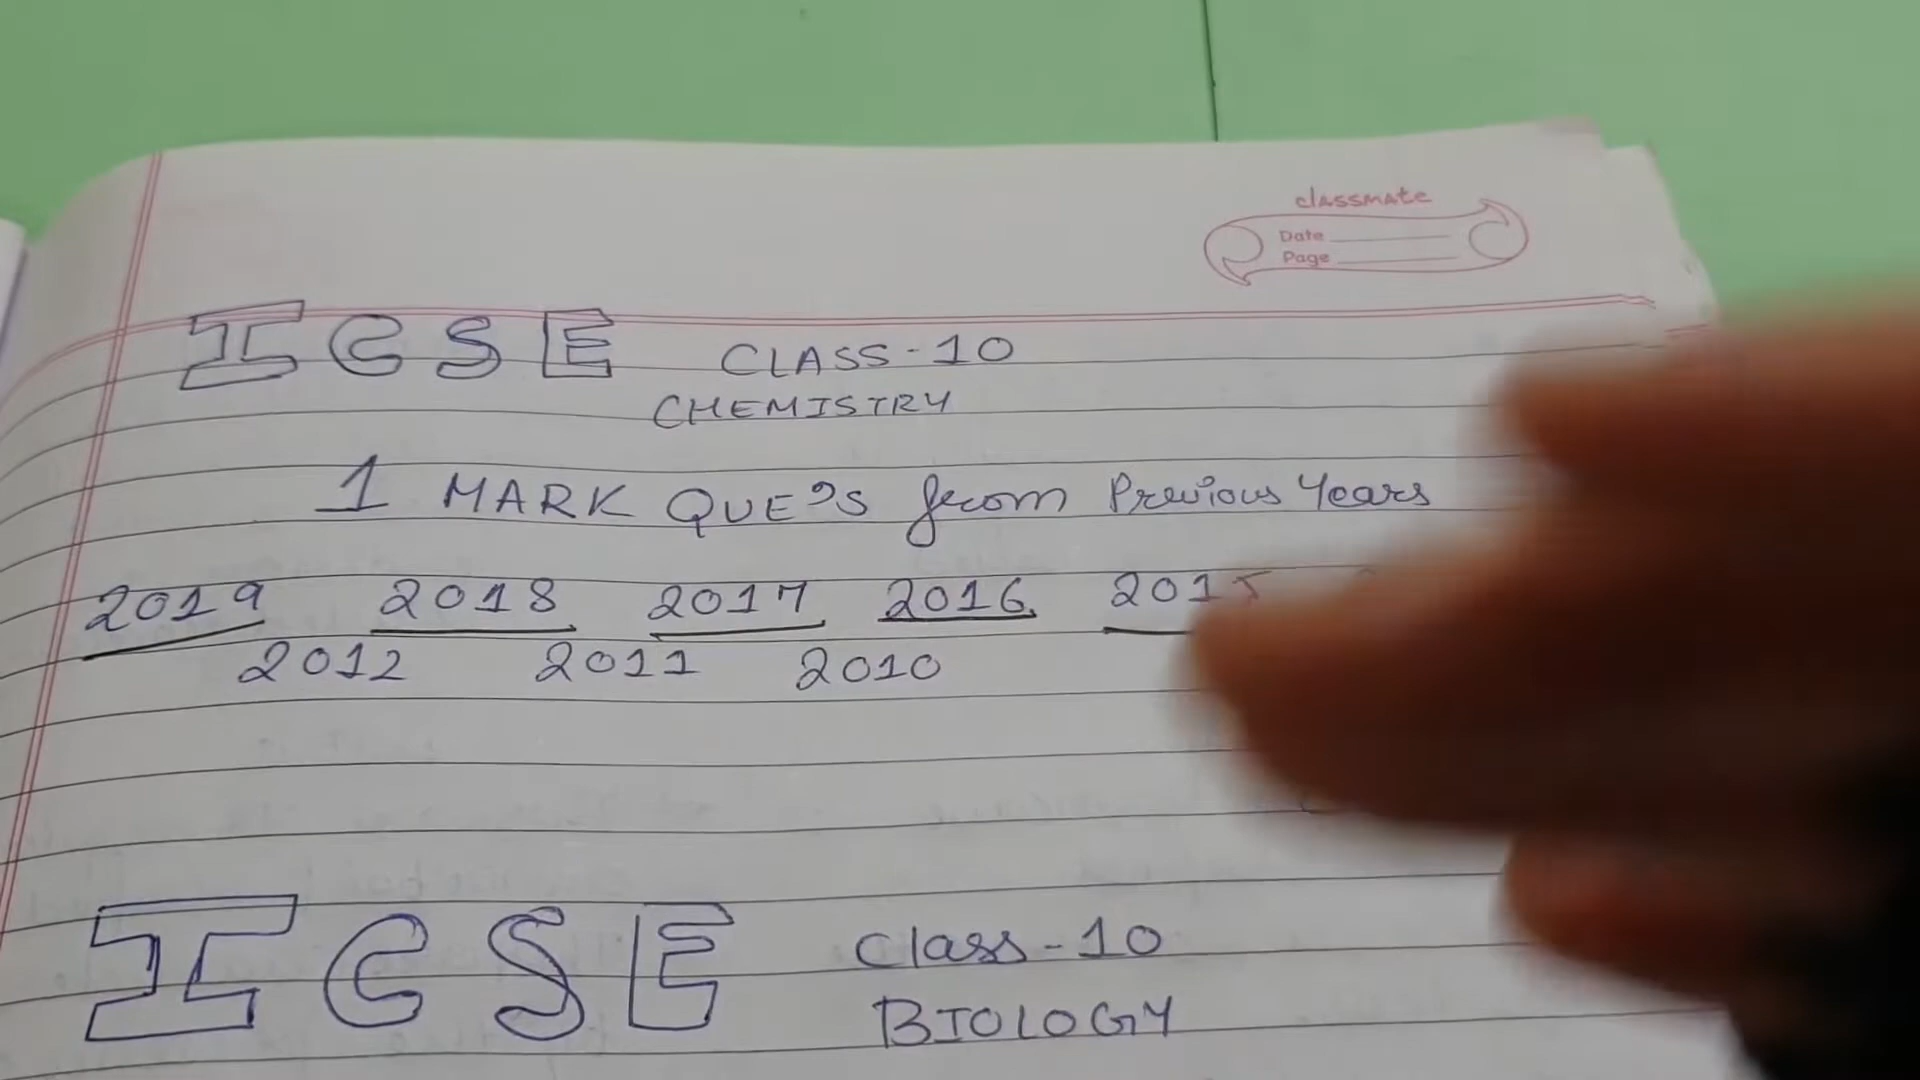 classmate
Date
Page
ICSE CLASS-10
CHEMISTRY
1 MARK QUE'S from Previous Years
2019 2018 2017 2016 2015
2012 2011 2010
ICSE Class-10
BIOLOGY